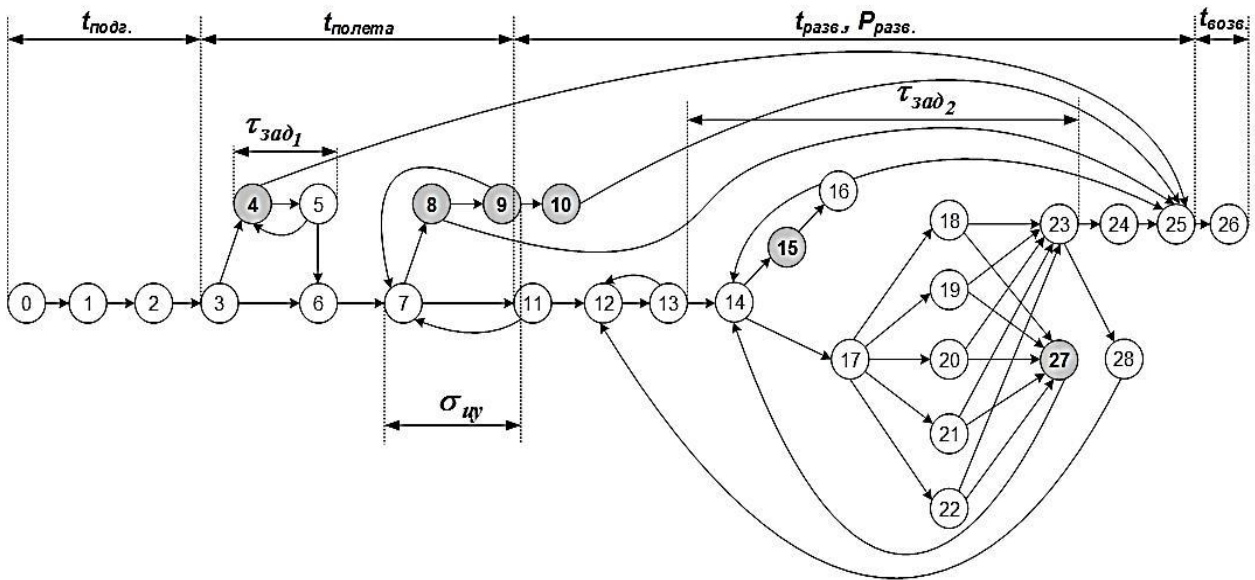 tподг. tполета tразв., Pразв. tвозв.
τзад1 τзад2
4 5 8 9 10 15 16
18 23 24 25 26
0 1 2 3 6 7 11 12 13 14
19
17 20 27 28
σцу
21
22